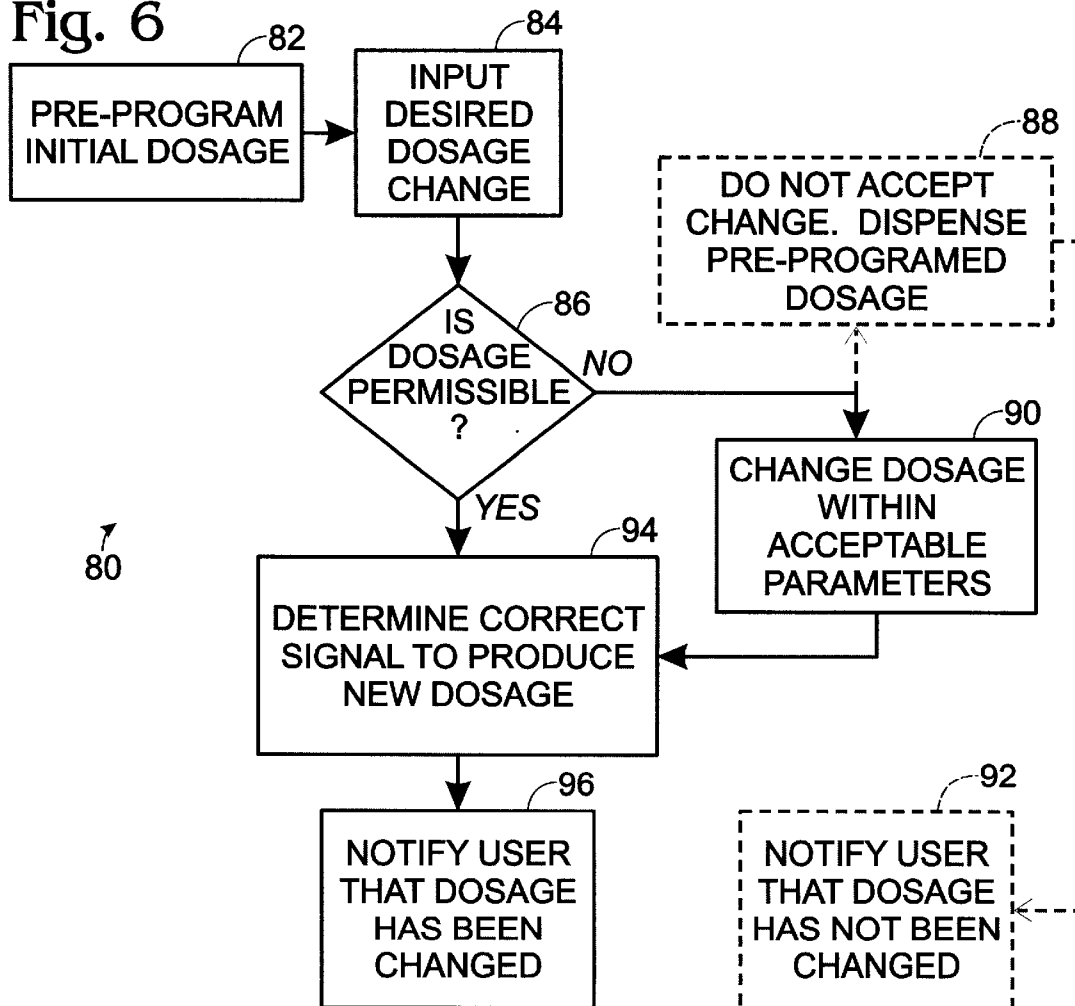 Fig. 6
82
PRE-PROGRAM
INITIAL DOSAGE
84
INPUT
DESIRED
DOSAGE
CHANGE
88
DO NOT ACCEPT
CHANGE. DISPENSE
PRE-PROGRAMED
DOSAGE
86
IS
DOSAGE
PERMISSIBLE
?
NO
YES
90
CHANGE DOSAGE
WITHIN
ACCEPTABLE
PARAMETERS
80
94
DETERMINE CORRECT
SIGNAL TO PRODUCE
NEW DOSAGE
96
NOTIFY USER
THAT DOSAGE
HAS BEEN
CHANGED
92
NOTIFY USER
THAT DOSAGE
HAS NOT BEEN
CHANGED